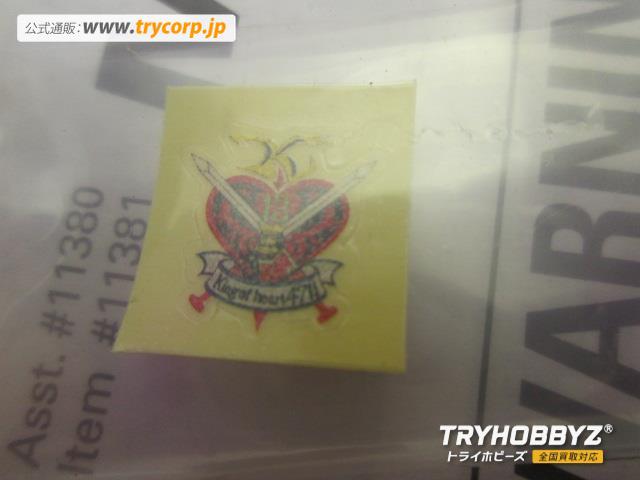 公式通販：www.trycorp.jp
Asst. #11380
Item #11381
King of heart
WARNIN
TRYHOBBYZ®
トライホビーズ 全国買取対応